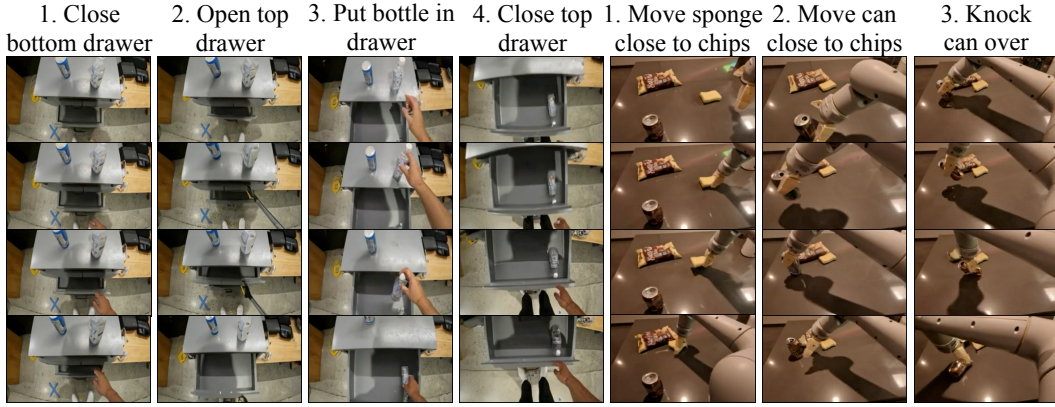 1. Close
bottom drawer
2. Open top
drawer
3. Put bottle in
drawer
4. Close top
drawer
1. Move sponge
close to chips
2. Move can
close to chips
3. Knock
can over